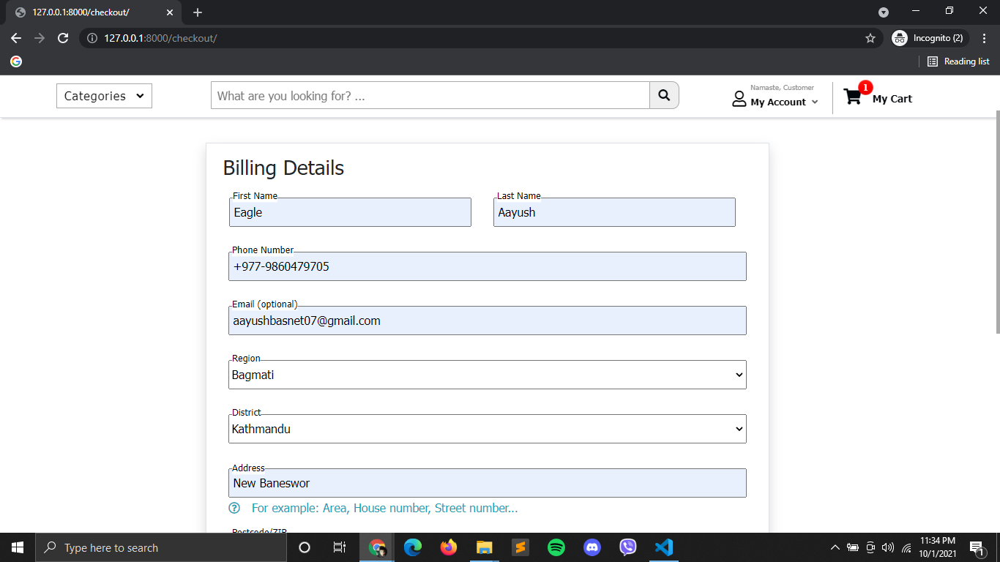 127.0.0.1:8000/checkout/
127.0.0.1:8000/checkout/
Incognito (2)
Reading list
Categories
What are you looking for? ...
Namaste, Customer
My Account
1
My Cart
Billing Details
First Name
Eagle
Last Name
Aayush
Phone Number
+977-9860479705
Email (optional)
aayushbasnet07@gmail.com
Region
Bagmati
District
Kathmandu
Address
New Baneswor
For example: Area, House number, Street number...
Postcode/ZIP
Type here to search
11:34 PM
10/1/2021
1